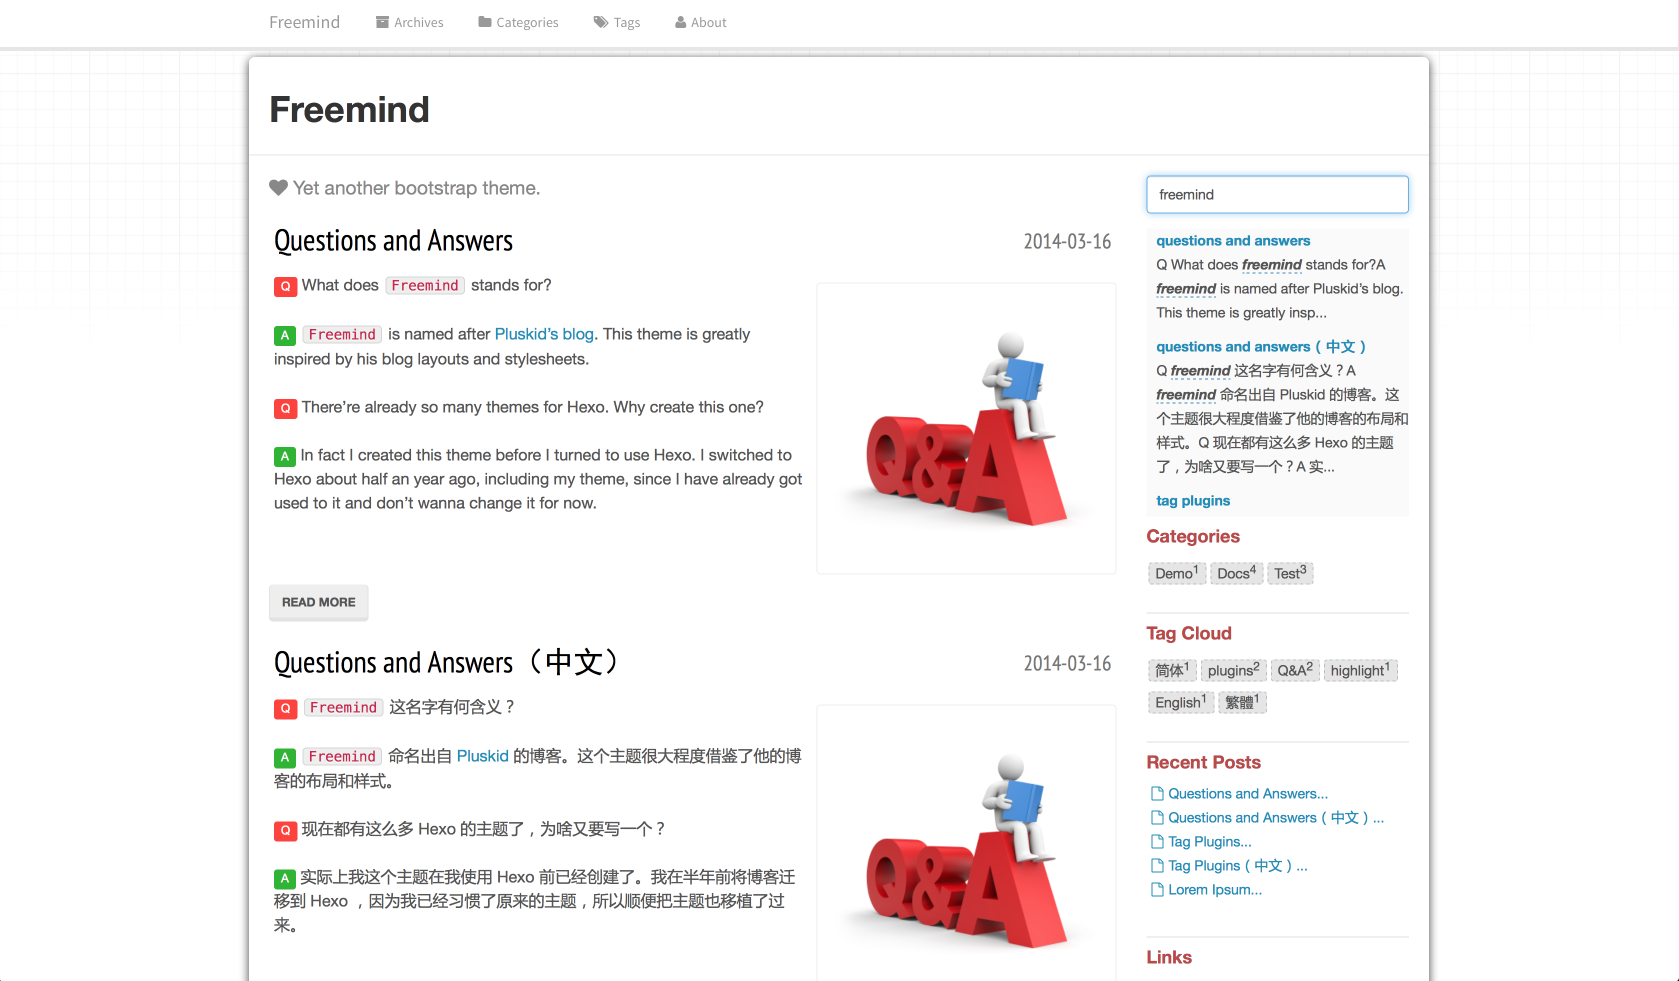 Freemind Archives Categories Tags About
Freemind
Yet another bootstrap theme.
Questions and Answers 2014-03-16
Q What does Freemind stands for?
A Freemind is named after Pluskid’s blog. This theme is greatly
inspired by his blog layouts and stylesheets.
Q There’re already so many themes for Hexo. Why create this one?
A In fact I created this theme before I turned to use Hexo. I switched to
Hexo about half an year ago, including my theme, since I have already got
used to it and don’t wanna change it for now.
Q&A
READ MORE
Questions and Answers（中文） 2014-03-16
Q Freemind 这名字有何含义？
A Freemind 命名出自 Pluskid 的博客。这个主题很大程度借鉴了他的博
客的布局和样式。
Q 现在都有这么多 Hexo 的主题了，为啥又要写一个？
A 实际上我这个主题在我使用 Hexo 前已经创建了。我在半年前将博客迁
移到 Hexo ，因为我已经习惯了原来的主题，所以顺便把主题也移植了过
来。
Q&A
freemind
questions and answers
Q What does freemind stands for?A
freemind is named after Pluskid’s blog.
This theme is greatly insp...
questions and answers（中文）
Q freemind 这名字有何含义？A
freemind 命名出自 Pluskid 的博客。这
个主题很大程度借鉴了他的博客的布局和
样式。Q 现在都有这么多 Hexo 的主题
了，为啥又要写一个？A 实...
tag plugins
Categories
Demo1 Docs4 Test3
Tag Cloud
简体1 plugins2 Q&A2 highlight1
English1 繁體1
Recent Posts
Questions and Answers...
Questions and Answers（中文）...
Tag Plugins...
Tag Plugins（中文）...
Lorem Ipsum...
Links